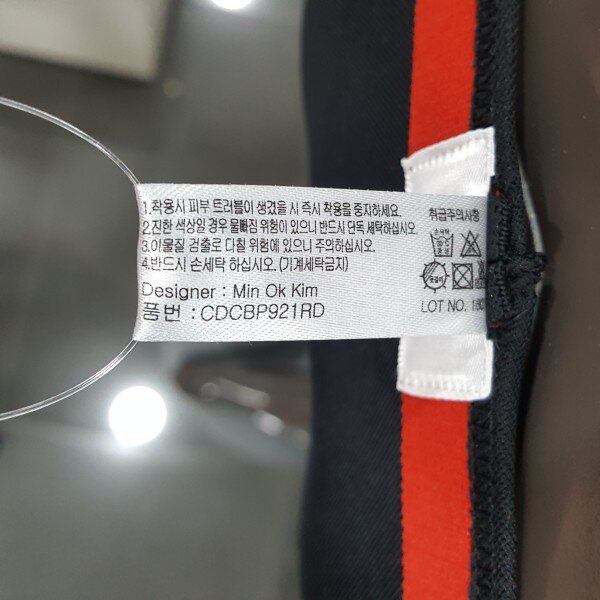 1.착용시 피부 트러블이 생겼을 시 즉시 착용을 중지하세요.
2.진한 색상일 경우 물빠짐 위험이 있으니 반드시 단독 세탁하십시오.
3.이물질 검출로 다칠 위험에 있으니 주의하십시오.
4.반드시 손세탁 하십시오. (기계세탁금지)
Designer : Min Ok Kim
품번 : CDCBP921RD
취급주의사항
손세탁
LOT NO.